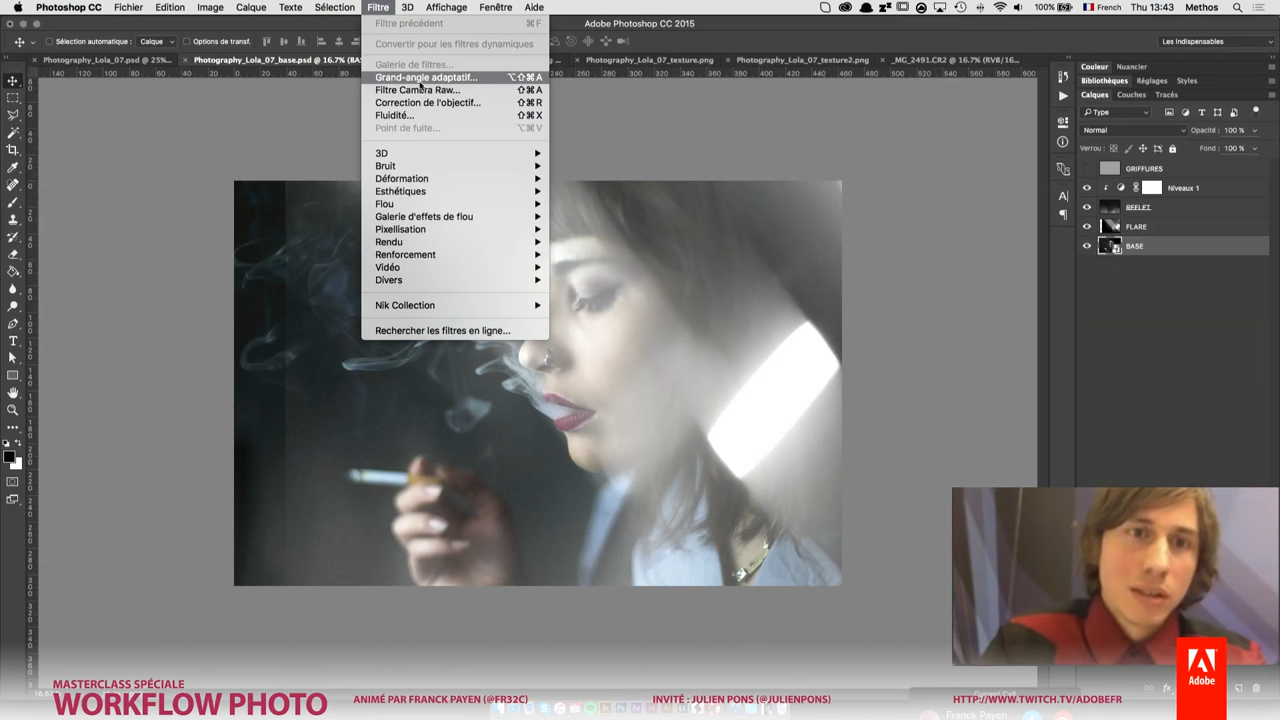 Photoshop CC Fichier Edition Image Calque Texte Sélection Filtre 3D Affichage Fenêtre Aide 100% French Thu 13:43 Methos
Adobe Photoshop CC 2015
Sélection automatique : Calque Options de transf. Les Indispensables
Photography_Lola_07.psd @ 25%... Photography_Lola_07_base.psd @ 16.7% (BAS Photography_Lola_07_texture.png Photography_Lola_07_texture2.png _MG_2491.CR2 @ 16.7% (RVB/16...
Filtre précédent ⌘F
Convertir pour les filtres dynamiques
Galerie de filtres...
Grand-angle adaptatif... ⌥⇧⌘A
Filtre Camera Raw... ⇧⌘A
Correction de l'objectif... ⇧⌘R
Fluidité... ⇧⌘X
Point de fuite... ⌥⌘V
3D
Bruit
Déformation
Esthétiques
Flou
Galerie d'effets de flou
Pixellisation
Rendu
Renforcement
Vidéo
Divers
Nik Collection
Rechercher les filtres en ligne...
Couleur Nuancier
Bibliothèques Réglages Styles
Calques Couches Tracés
Type
Normal Opacité : 100 %
Verrou : Fond : 100 %
GRIFFURES
Niveaux 1
REFLET
FLARE
BASE
MASTERCLASS SPÉCIALE
WORKFLOW PHOTO
ANIMÉ PAR FRANCK PAYEN (@FR32C) INVITÉ : JULIEN PONS (@JULIENPONS) HTTP://WWW.TWITCH.TV/ADOBEFR
Adobe
Franck Payen